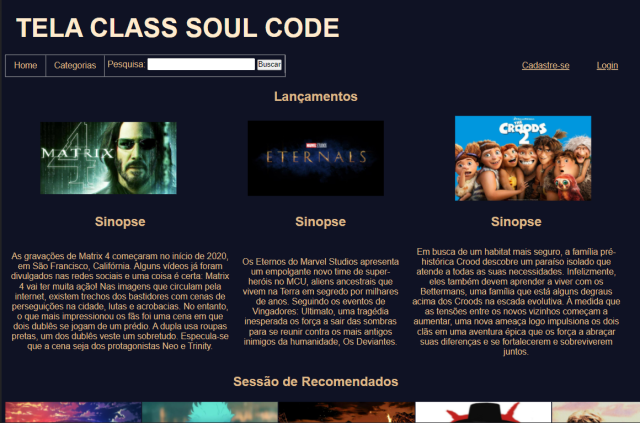 TELA CLASS SOUL CODE
Home
Categorias
Pesquisa:
Buscar
Cadastre-se
Login
Lançamentos
MATRIX
4
MARVEL STUDIOS
ETERNALS
THE
CROODS
2
Sinopse
Sinopse
Sinopse
As gravações de Matrix 4 começaram no início de 2020,
em São Francisco, Califórnia. Alguns vídeos já foram
divulgados nas redes sociais e uma coisa é certa: Matrix
4 vai ter muita ação! Nas imagens que circulam pela
internet, existem trechos dos bastidores com cenas de
perseguições na cidade, lutas e acrobacias. No entanto,
o que mais impressionou os fãs foi uma cena em que
dois dublês se jogam de um prédio. A dupla usa roupas
pretas, um dos dublês veste um sobretudo. Especula-se
que a cena seja dos protagonistas Neo e Trinity.
Os Eternos do Marvel Studios apresenta
um empolgante novo time de super-
heróis no MCU, aliens ancestrais que
vivem na Terra em segredo por milhares
de anos. Seguindo os eventos de
Vingadores: Ultimato, uma tragédia
inesperada os força a sair das sombras
para se reunir contra os mais antigos
inimigos da humanidade, Os Deviantes.
Em busca de um habitat mais seguro, a família pré-
histórica Crood descobre um paraíso isolado que
atende a todas as suas necessidades. Infelizmente,
eles também devem aprender a viver com os
Bettermans, uma família que está alguns degraus
acima dos Croods na escada evolutiva. À medida que
as tensões entre os novos vizinhos começam a
aumentar, uma nova ameaça logo impulsiona os dois
clãs em uma aventura épica que os força a abraçar
suas diferenças e se fortalecerem e sobreviverem
juntos.
Sessão de Recomendados